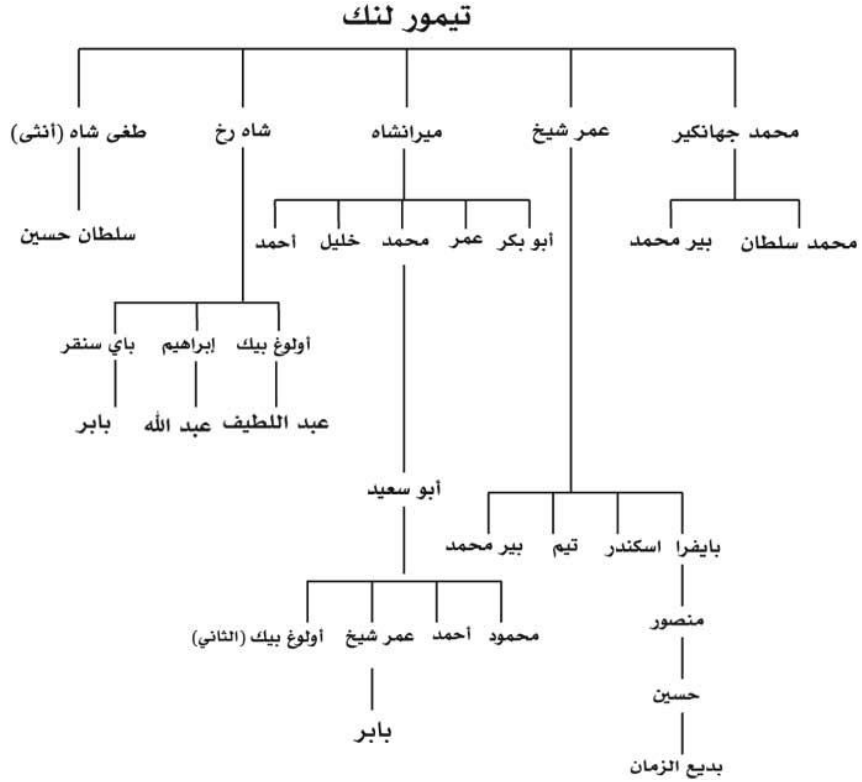 تيمور لنك
محمد جهانكير عمر شيخ ميرانشاه شاه رخ طغى شاه (أنثى)
محمد سلطان بير محمد أبو بكر عمر محمد خليل أحمد سلطان حسين
أولوغ بيك إبراهيم باي سنقر
عبد اللطيف عبد الله بابر
أبو سعيد
بايفرا اسكندر تيم بير محمد
منصور
محمود أحمد عمر شيخ أولوغ بيك (الثاني)
حسين
بابر
بديع الزمان